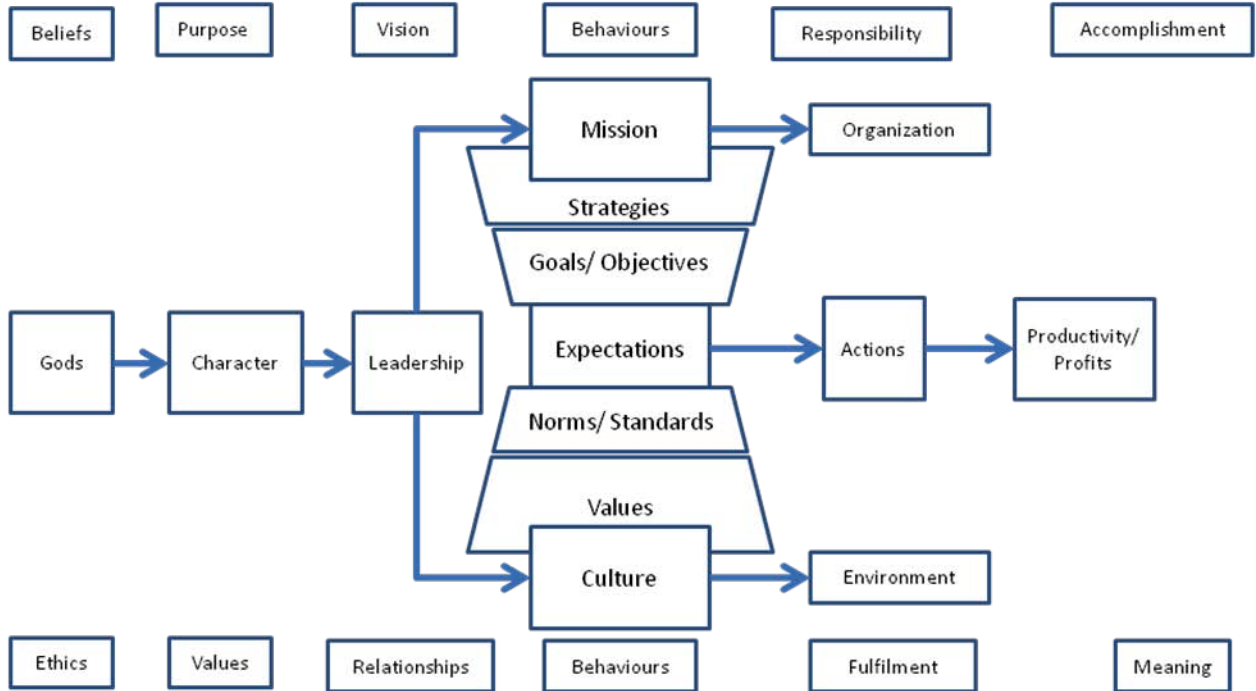 Beliefs
Purpose
Vision
Behaviours
Responsibility
Accomplishment
Mission
Organization
Strategies
Goals/ Objectives
Gods
Character
Leadership
Expectations
Actions
Productivity/
Profits
Norms/ Standards
Values
Culture
Environment
Ethics
Values
Relationships
Behaviours
Fulfilment
Meaning